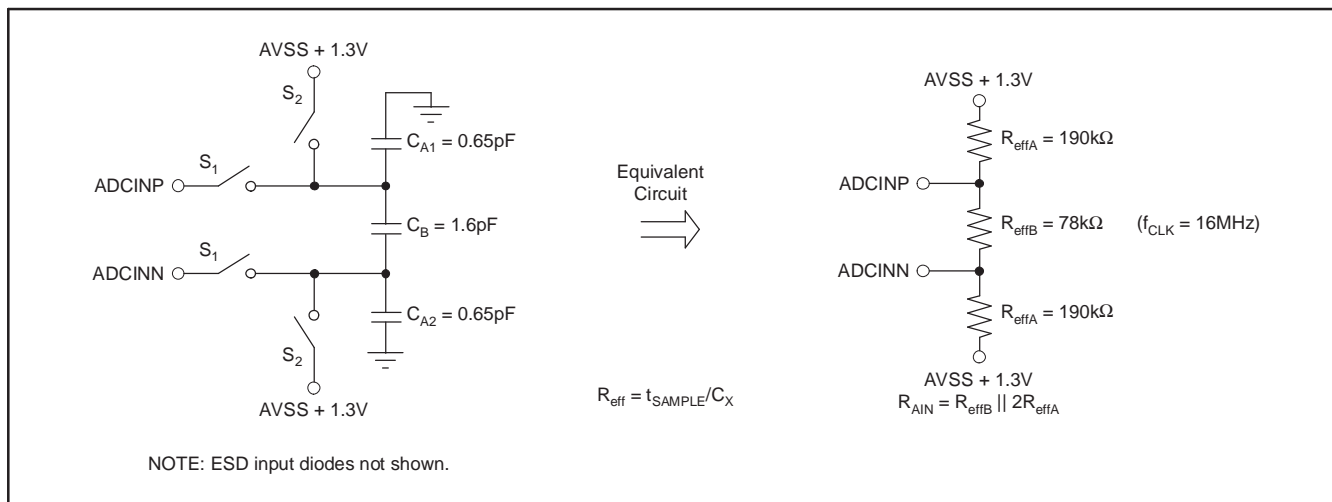 AVSS + 1.3V
S2
CA1 = 0.65pF
S1
ADCINP
CB = 1.6pF
S1
ADCINN
CA2 = 0.65pF
S2
AVSS + 1.3V
NOTE: ESD input diodes not shown.
Equivalent
Circuit
Reff = tSAMPLE/CX
AVSS + 1.3V
ReffA = 190kΩ
ADCINP
ReffB = 78kΩ (fCLK = 16MHz)
ADCINN
ReffA = 190kΩ
AVSS + 1.3V
RAIN = ReffB || 2ReffA